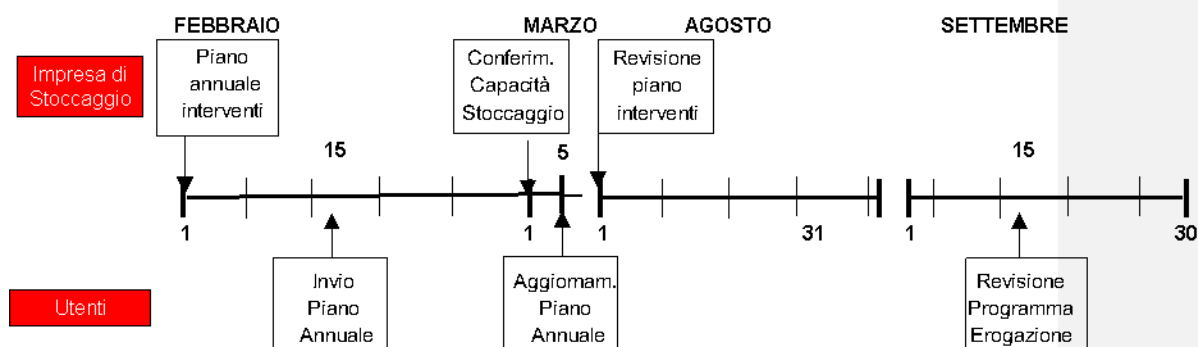 FEBBRAIO MARZO AGOSTO SETTEMBRE
Impresa di
Stoccaggio
Piano
annuale
interventi
Conferim.
Capacità
Stoccaggio
Revisione
piano
interventi
15 5 15
1 1 1 31 1 30
Utenti
Invio
Piano
Annuale
Aggiornam.
Piano
Annuale
Revisione
Programma
Erogazione